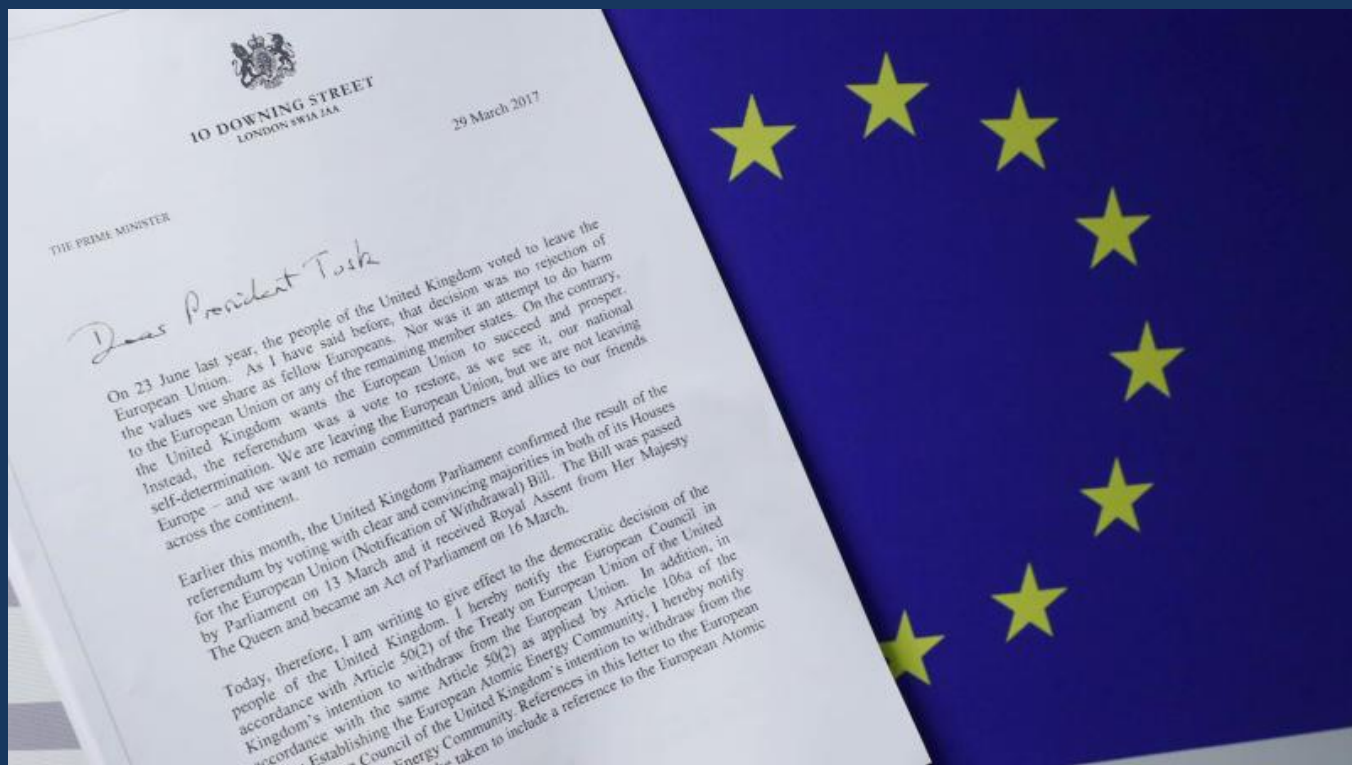 10 DOWNING STREET
LONDON SW1A 2AA
29 March 2017
THE PRIME MINISTER
Dear President Tusk
On 23 June last year, the people of the United Kingdom voted to leave the
European Union. As I have said before, that decision was no rejection of
the values we share as fellow Europeans. Nor was it an attempt to do harm
to the European Union or any of the remaining member states. On the contrary,
the United Kingdom wants the European Union to succeed and prosper.
Instead, the referendum was a vote to restore, as we see it, our national
self-determination. We are leaving the European Union, but we are not leaving
Europe – and we want to remain committed partners and allies to our friends
across the continent.
Earlier this month, the United Kingdom Parliament confirmed the result of the
referendum by voting with clear and convincing majorities in both of its Houses
for the European Union (Notification of Withdrawal) Bill. The Bill was passed
by Parliament on 13 March and it received Royal Assent from Her Majesty
The Queen and became an Act of Parliament on 16 March.
Today, therefore, I am writing to give effect to the democratic decision of the
people of the United Kingdom. I hereby notify the European Council in
accordance with Article 50(2) of the Treaty on European Union of the United
Kingdom's intention to withdraw from the European Union. In addition, in
accordance with the same Article 50(2) as applied by Article 106a of the
Establishing the European Atomic Energy Community, I hereby notify
Council of the United Kingdom's intention to withdraw from the
Energy Community. References in this letter to the European
taken to include a reference to the European Atomic